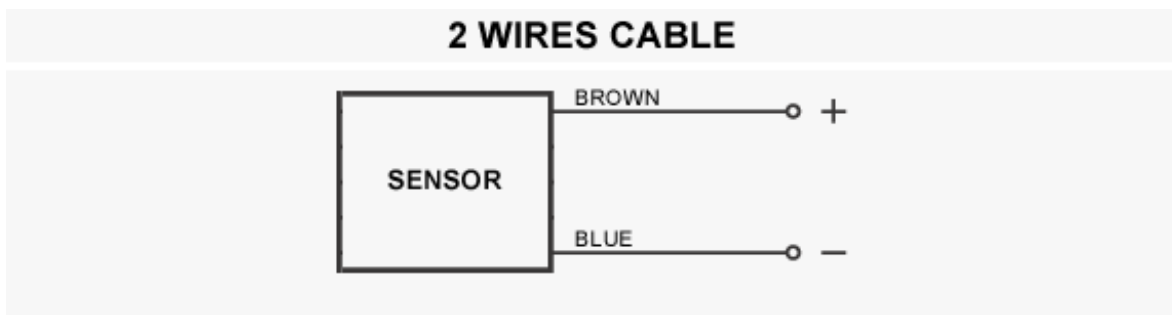 2 WIRES CABLE
BROWN
+
SENSOR
BLUE
−